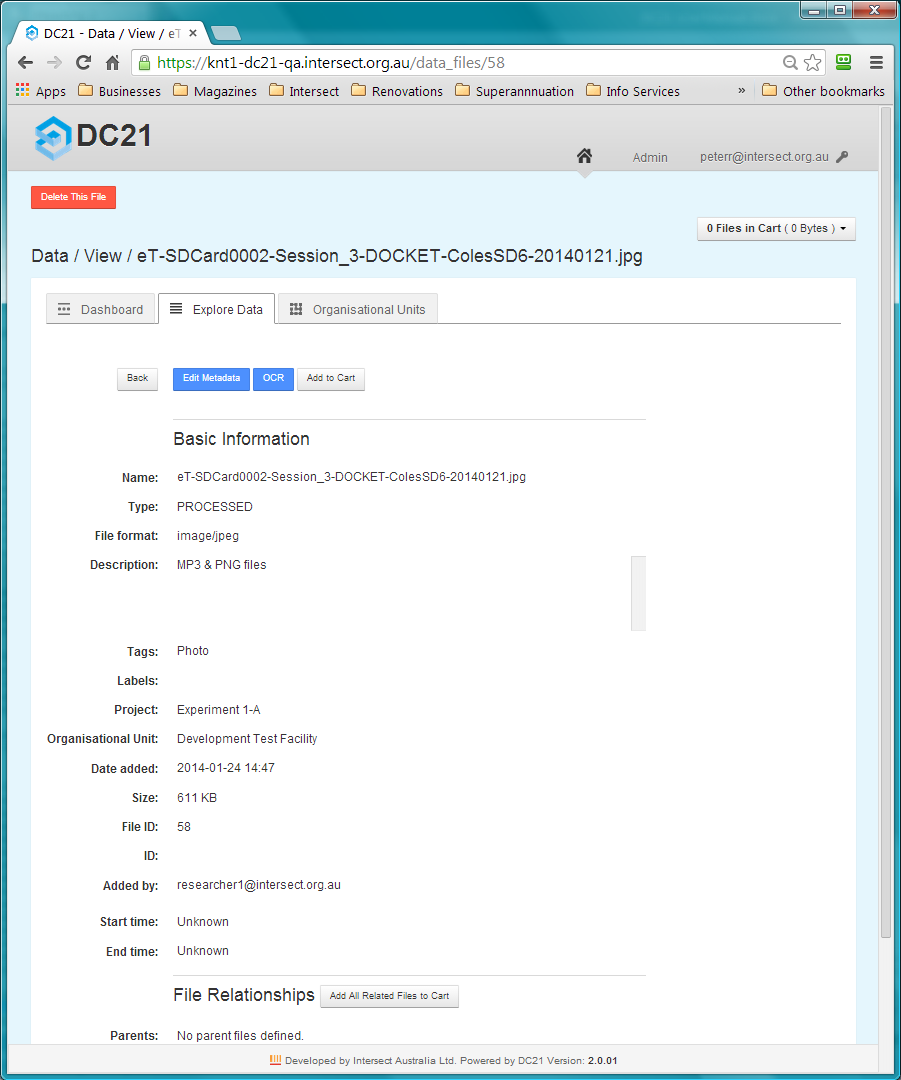 DC21 - Data / View / eT
https://knt1-dc21-qa.intersect.org.au/data_files/58
Apps Businesses Magazines Intersect Renovations Superannnuation Info Services » Other bookmarks
DC21
Admin peterr@intersect.org.au
Delete This File
0 Files in Cart ( 0 Bytes )
Data / View / eT-SDCard0002-Session_3-DOCKET-ColesSD6-20140121.jpg
Dashboard Explore Data Organisational Units
Back Edit Metadata OCR Add to Cart
Basic Information
Name: eT-SDCard0002-Session_3-DOCKET-ColesSD6-20140121.jpg
Type: PROCESSED
File format: image/jpeg
Description: MP3 & PNG files
Tags: Photo
Labels:
Project: Experiment 1-A
Organisational Unit: Development Test Facility
Date added: 2014-01-24 14:47
Size: 611 KB
File ID: 58
ID:
Added by: researcher1@intersect.org.au
Start time: Unknown
End time: Unknown
File Relationships Add All Related Files to Cart
Parents: No parent files defined.
Developed by Intersect Australia Ltd. Powered by DC21 Version: 2.0.01